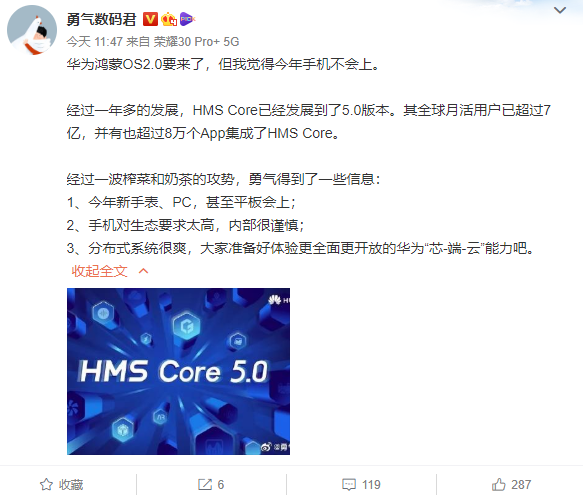 勇气数码君
今天 11:47 来自 荣耀30 Pro+ 5G
华为鸿蒙OS2.0要来了，但我觉得今年手机不会上。
经过一年多的发展，HMS Core已经发展到了5.0版本。其全球月活用户已超过7
亿，并有也超过8万个App集成了HMS Core。
经过一波榨菜和奶茶的攻势，勇气得到了一些信息：
1、今年新手表、PC，甚至平板会上；
2、手机对生态要求太高，内部很谨慎；
3、分布式系统很爽，大家准备好体验更全面更开放的华为“芯-端-云”能力吧。
收起全文
HMS Core 5.0
收藏
6
119
287